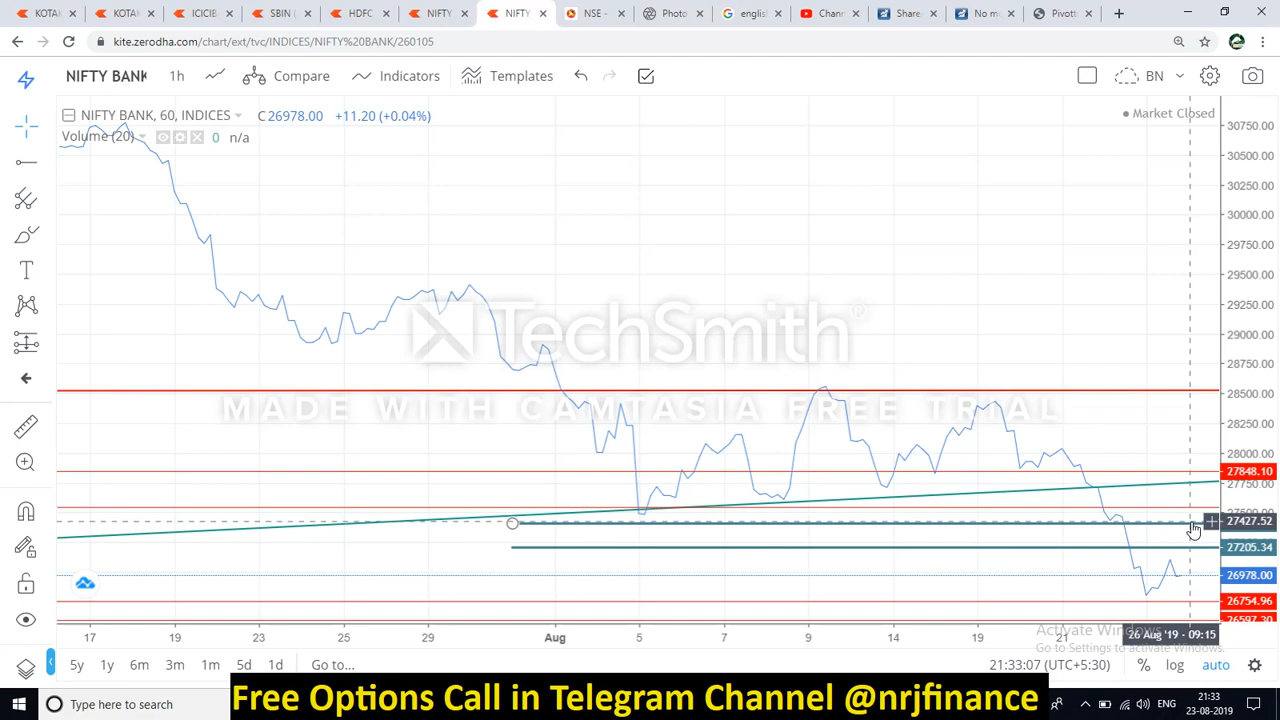 KOTAK
KOTAK
ICICIB
SBIN (
HDFC
NIFTY
NIFTY
NSE -
Photo
english
Chann
Share
No m
Pivott
kite.zerodha.com/chart/ext/tvc/INDICES/NIFTY%20BANK/260105
NIFTY BANK
1h
Compare
Indicators
Templates
BN
NIFTY BANK, 60, INDICES
C26978.00 +11.20 (+0.04%)
Market Closed
Volume (20)
0 n/a
30750.00
30500.00
30250.00
30000.00
29750.00
29500.00
29250.00
29000.00
28750.00
28500.00
28250.00
28000.00
27848.10
27750.00
27500.00
27427.52
27205.34
26978.00
26754.96
26597.30
TechSmith®
MADE WITH CAMTASIA FREE TRIAL
17 19 23 25 29 Aug 5 7 9 14 19 21
26 Aug '19 - 09:15
Activate Windows
Go to Settings to activate Windows.
5y 1y 6m 3m 1m 5d 1d Go to...
21:33:07 (UTC+5:30) % log auto
Type here to search
Free Options Call in Telegram Channel @nrjfinance
ENG
21:33
23-08-2019